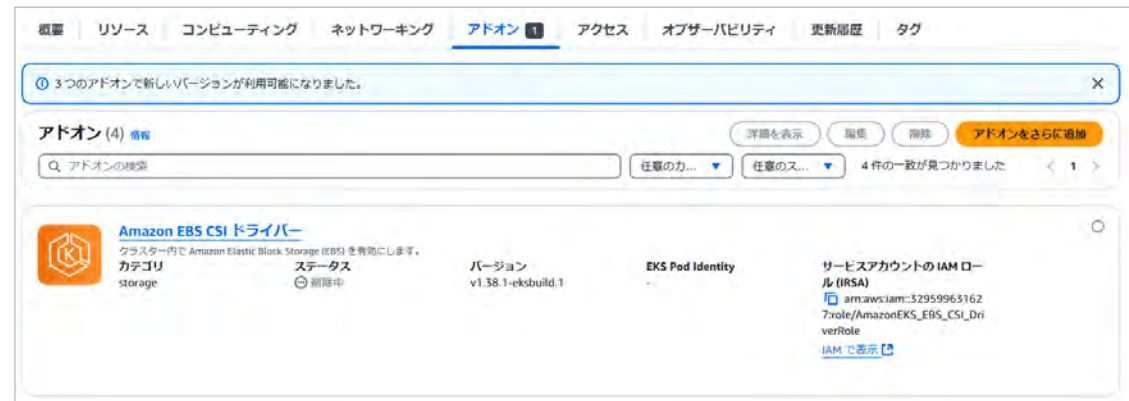 概要 リソース コンピューティング ネットワーキング アドオン 1 アクセス オブザーバビリティ 更新履歴 タグ
3 つのアドオンで新しいバージョンが利用可能になりました。
アドオン (4) 情報
詳細を表示 編集 削除 アドオンをさらに追加
アドオンの検索 任意のカ... 任意のス... 4 件の一致が見つかりました 1
Amazon EBS CSI ドライバー
クラスター内で Amazon Elastic Block Storage (EBS) を有効にします。
カテゴリ ステータス バージョン EKS Pod Identity サービスアカウントの IAM ロー
ル (IRSA)
storage 削除中 v1.38.1-eksbuild.1 -
arn:aws:iam::32959963162
7:role/AmazonEKS_EBS_CSI_Dri
verRole
IAM で表示